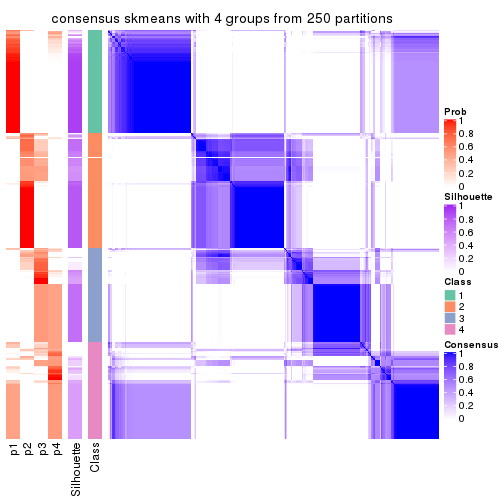 consensus skmeans with 4 groups from 250 partitions
Prob
1
0.8
0.6
0.4
0.2
0
Silhouette
1
0.8
0.6
0.4
0.2
0
Class
1
2
3
4
Consensus
1
0.8
0.6
0.4
0.2
0
p1
p2
p3
p4
Silhouette
Class